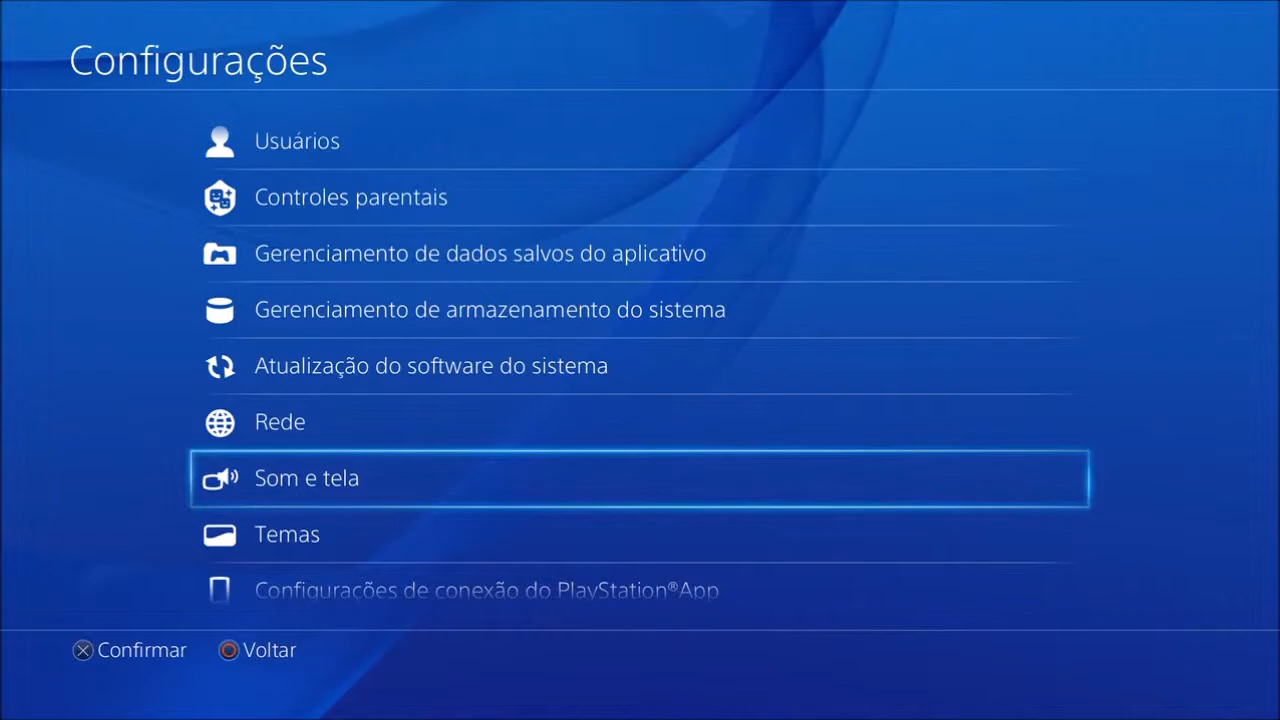 Configurações
Usuários
Controles parentais
Gerenciamento de dados salvos do aplicativo
Gerenciamento de armazenamento do sistema
Atualização do software do sistema
Rede
Som e tela
Temas
Configurações de conexão do PlayStation®App
Confirmar Voltar